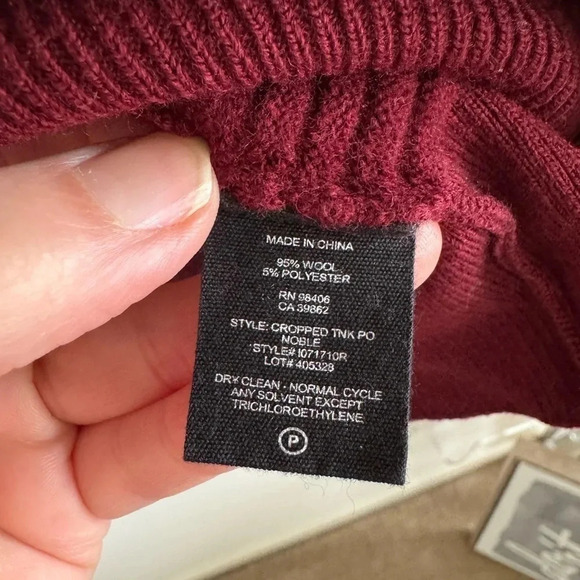 MADE IN CHINA
95% WOOL
5% POLYESTER
RN 98406
CA 39862
STYLE: CROPPED TNK PO
NOBLE
STYLE# I071710R
LOT# 405328
DRY CLEAN - NORMAL CYCLE
ANY SOLVENT EXCEPT
TRICHLOROETHYLENE
P